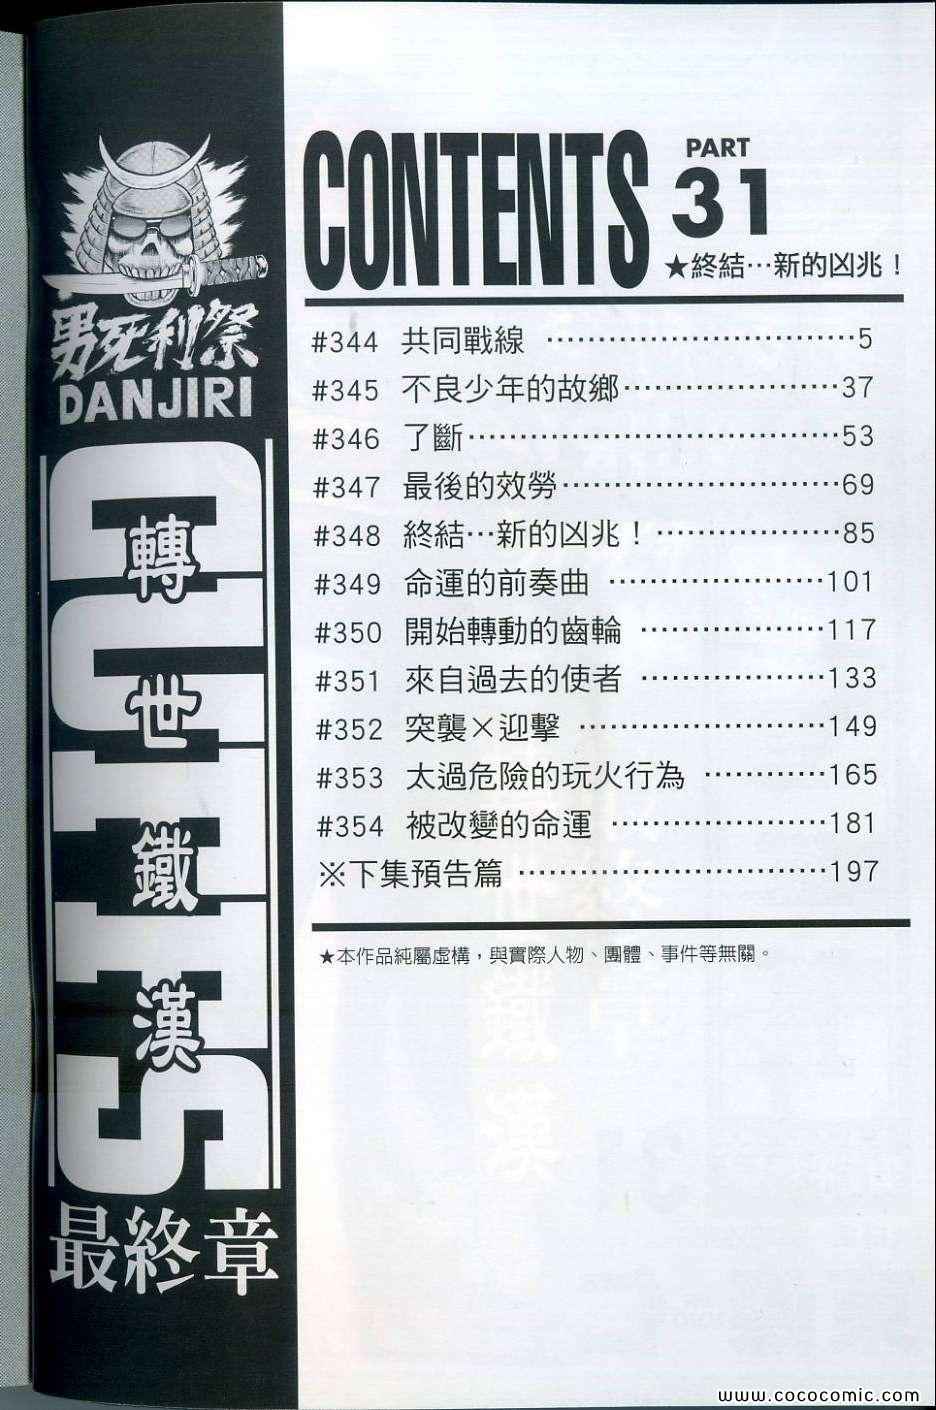 男死利祭
DANJIRI
CUFFS
轉世鐵漢
最終章
CONTENTS
PART
31
★終結…新的凶兆！
#344 共同戰線 ……………………………5
#345 不良少年的故鄉……………………37
#346 了斷…………………………………53
#347 最後的效勞…………………………69
#348 終結…新的凶兆！…………………85
#349 命運的前奏曲 ……………………101
#350 開始轉動的齒輪 …………………117
#351 來自過去的使者 …………………133
#352 突襲×迎擊 ………………………149
#353 太過危險的玩火行為 ……………165
#354 被改變的命運 ……………………181
※下集預告篇 ……………………………197
★本作品純屬虛構，與實際人物、團體、事件等無關。
www.cococomic.com